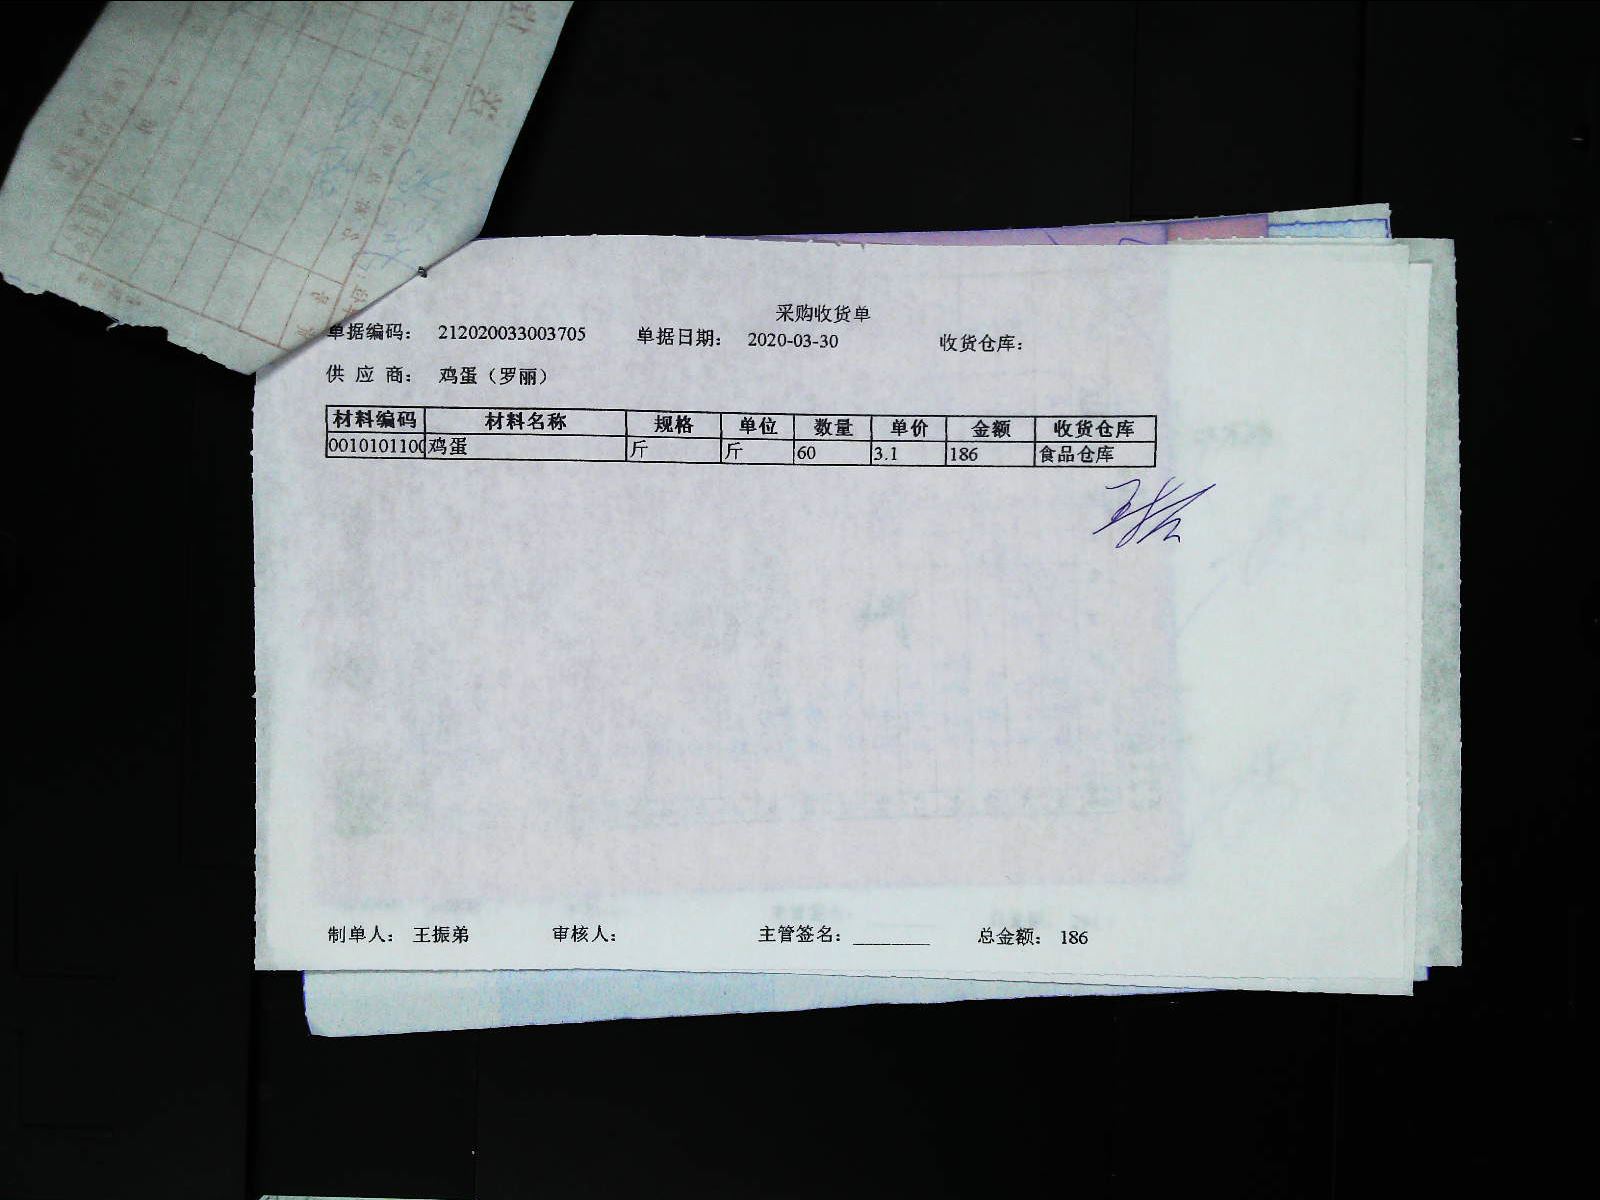 采购收货单
单据编码： 212020033003705 单据日期： 2020-03-30 收货仓库：
供 应 商： 鸡蛋（罗丽）
材料编码 材料名称 规格 单位 数量 单价 金额 收货仓库
0010101100 鸡蛋 斤 斤 60 3.1 186 食品仓库
制单人： 王振弟 审核人： 主管签名： ________ 总金额： 186